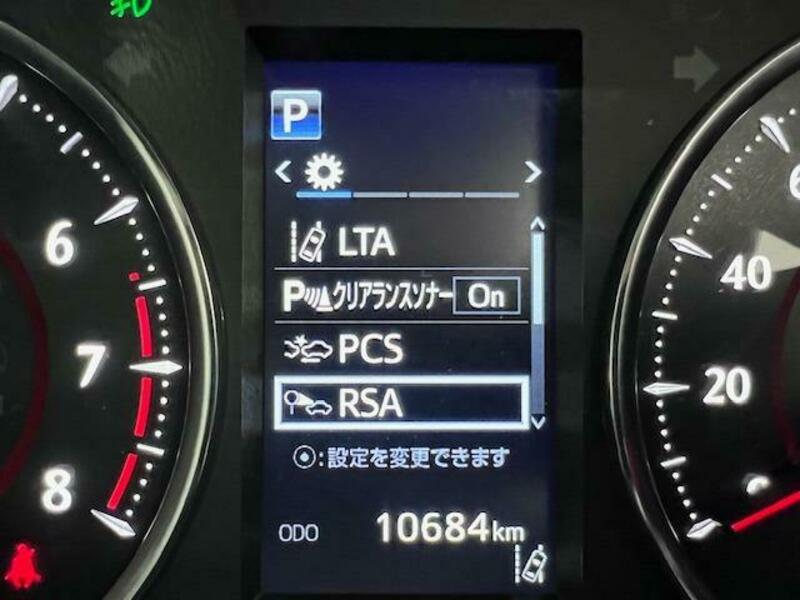 P
LTA
Pクリアランスソナー On
PCS
RSA
:設定を変更できます
ODO 10684km
6
7
8
40
20